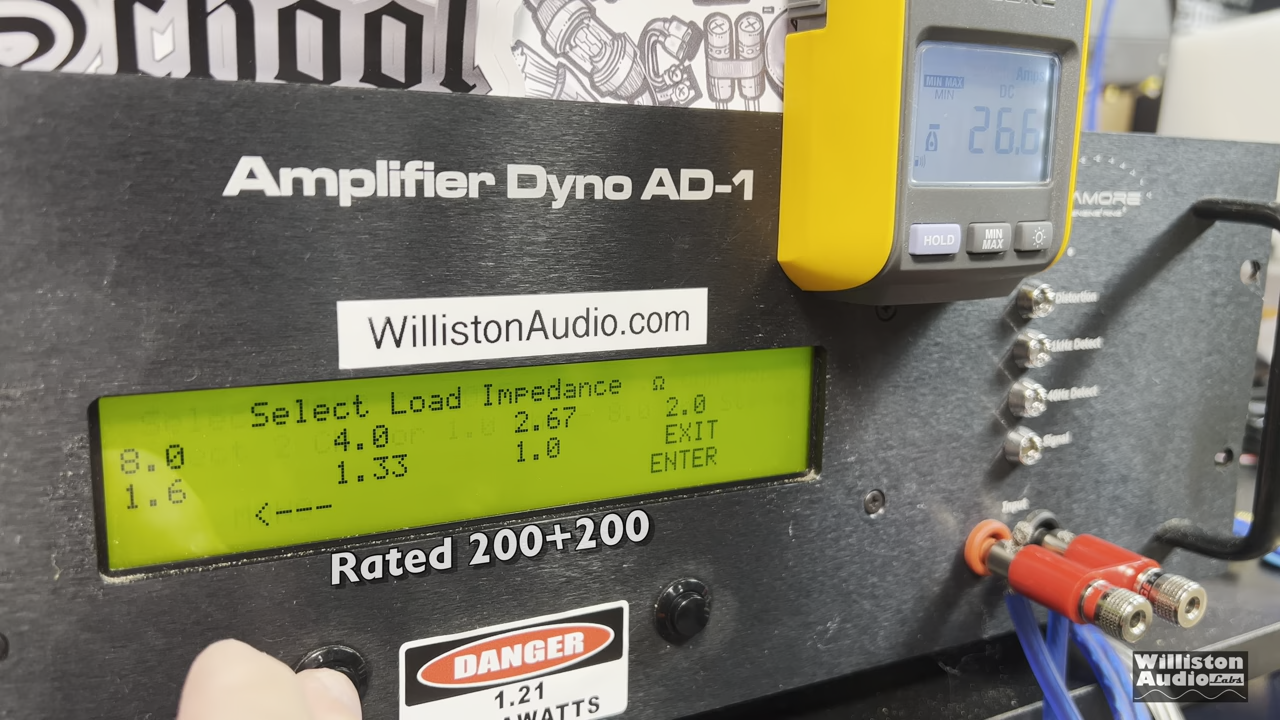 School
Amplifier Dyno AD-1
Amps
MIN MAX
MIN
DC
26.6
HOLD
MIN
MAX
AMORE
WillistonAudio.com
Distortion
1kHz Detect
40Hz Detect
Signal
Input
Select Load Impedance Ω
8.0 4.0 2.67 2.0
1.6 1.33 1.0 EXIT
<--- ENTER
Rated 200+200
DANGER
1.21
WATTS
Williston
Audio Labs